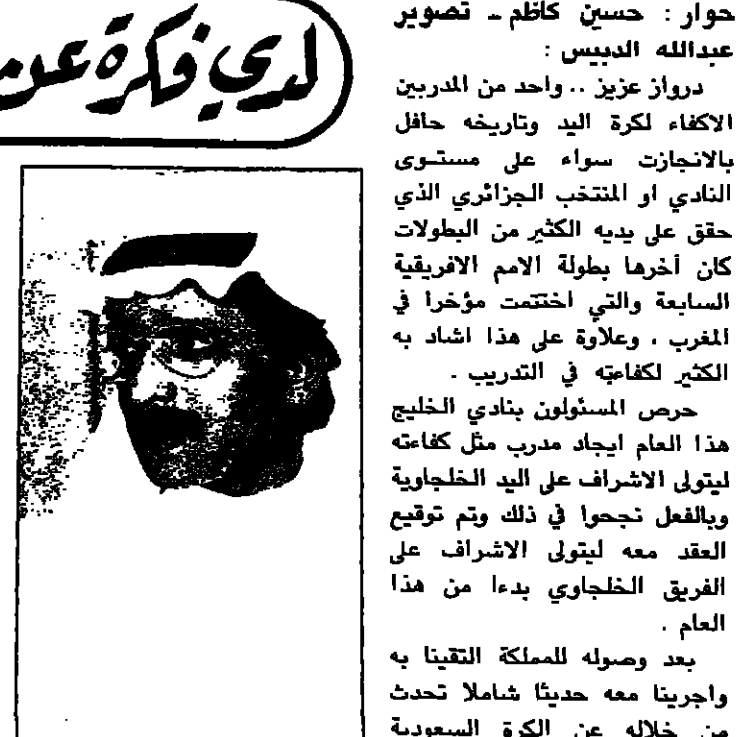 لدي فكرة عن
حوار : حسين كاظم ـ تصوير
عبدالله الدبيس :
درواز عزيز .. واحد من المدربين
الاكفاء لكرة اليد وتاريخه حافل
بالانجازت سواء على مستوى
النادي او المنتخب الجزائري الذي
حقق على يديه الكثير من البطولات
كان أخرها بطولة الامم الافريقية
السابعة والتي اختتمت مؤخرا في
المغرب ، وعلاوة على هذا اشاد به
الكثير لكفاءته في التدريب .
حرص المسئولون بنادي الخليج
هذا العام ايجاد مدرب مثل كفاءته
ليتولى الاشراف على اليد الخلجاوية
وبالفعل نجحوا في ذلك وتم توقيع
العقد معه ليتولى الاشراف على
الفريق الخلجاوي بدءا من هذا
العام .
بعد وصوله للمملكة التقينا به
واجرينا معه حديثا شاملا تحدث
من خلاله عن الكرة السعودية